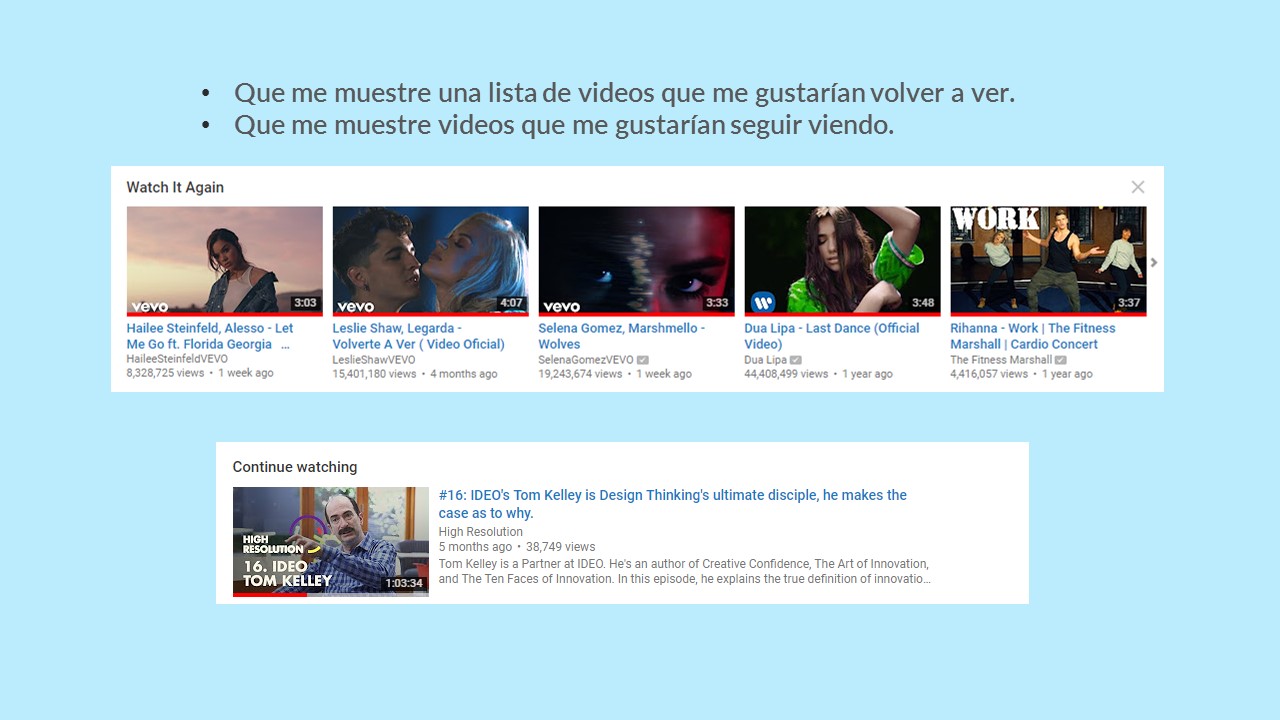 • Que me muestre una lista de videos que me gustarían volver a ver.
• Que me muestre videos que me gustarían seguir viendo.
Watch It Again
WORK
vevo 3:03
vevo 4:07
vevo 3:33
3:48
3:37
Hailee Steinfeld, Alesso - Let
Me Go ft. Florida Georgia ...
HaileeSteinfeldVEVO
8,328,725 views • 1 week ago
Leslie Shaw, Legarda -
Volverte A Ver ( Video Oficial)
LeslieShawVEVO
15,401,180 views • 4 months ago
Selena Gomez, Marshmello -
Wolves
SelenaGomezVEVO
19,243,674 views • 1 week ago
Dua Lipa - Last Dance (Official
Video)
Dua Lipa
44,408,499 views • 1 year ago
Rihanna - Work | The Fitness
Marshall | Cardio Concert
The Fitness Marshall
4,416,057 views • 1 year ago
Continue watching
HIGH
RESOLUTION
16. IDEO
TOM KELLEY
1:03:34
#16: IDEO's Tom Kelley is Design Thinking's ultimate disciple, he makes the
case as to why.
High Resolution
5 months ago • 38,749 views
Tom Kelley is a Partner at IDEO. He's an author of Creative Confidence, The Art of Innovation,
and The Ten Faces of Innovation. In this episode, he explains the true definition of innovatio...